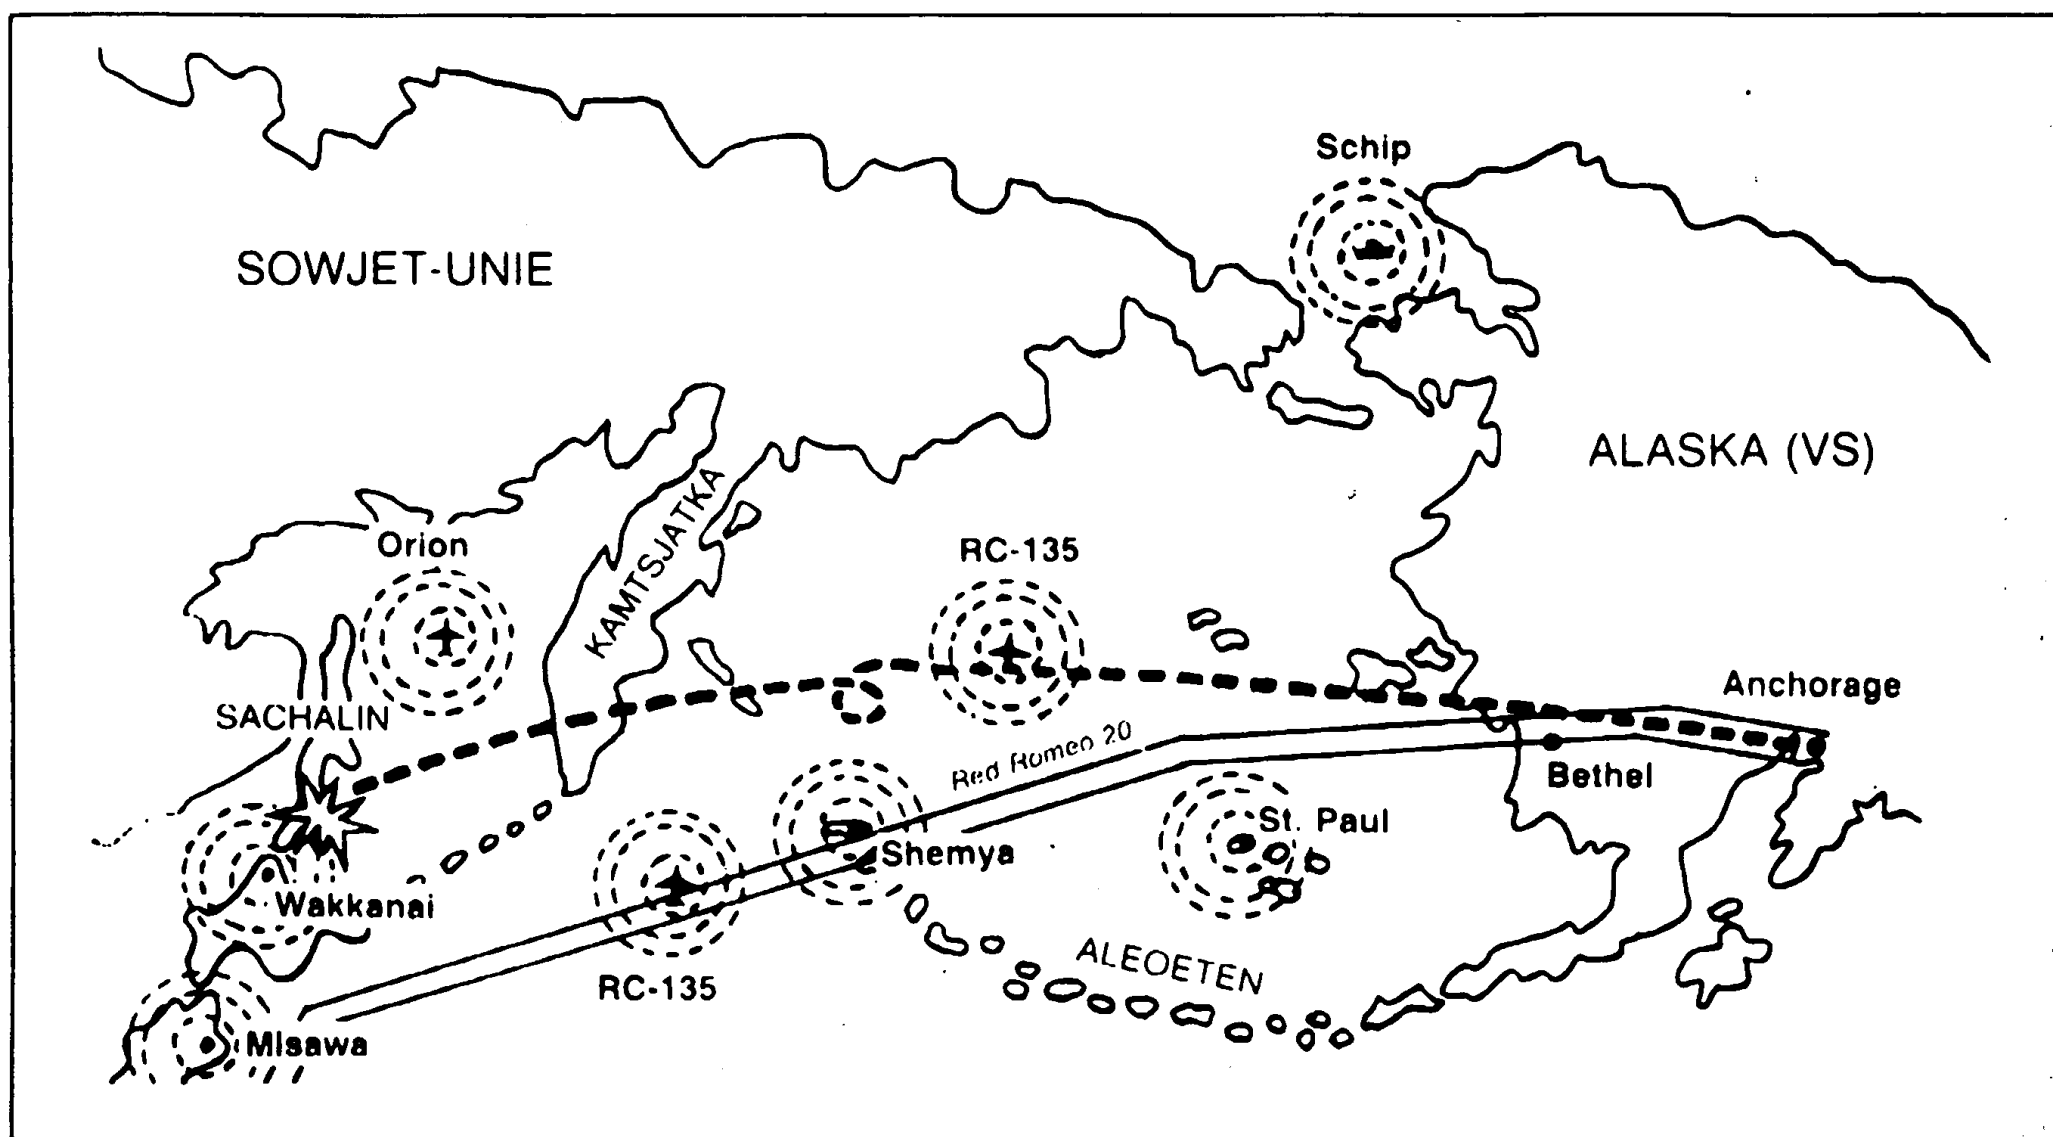 Schip
SOWJET-UNIE
ALASKA (VS)
Orion
KAMTSJATKA
RC-135
SACHALIN
Anchorage
Red Romeo 20
Bethel
St. Paul
Shemya
Wakkanai
ALEOETEN
RC-135
Misawa